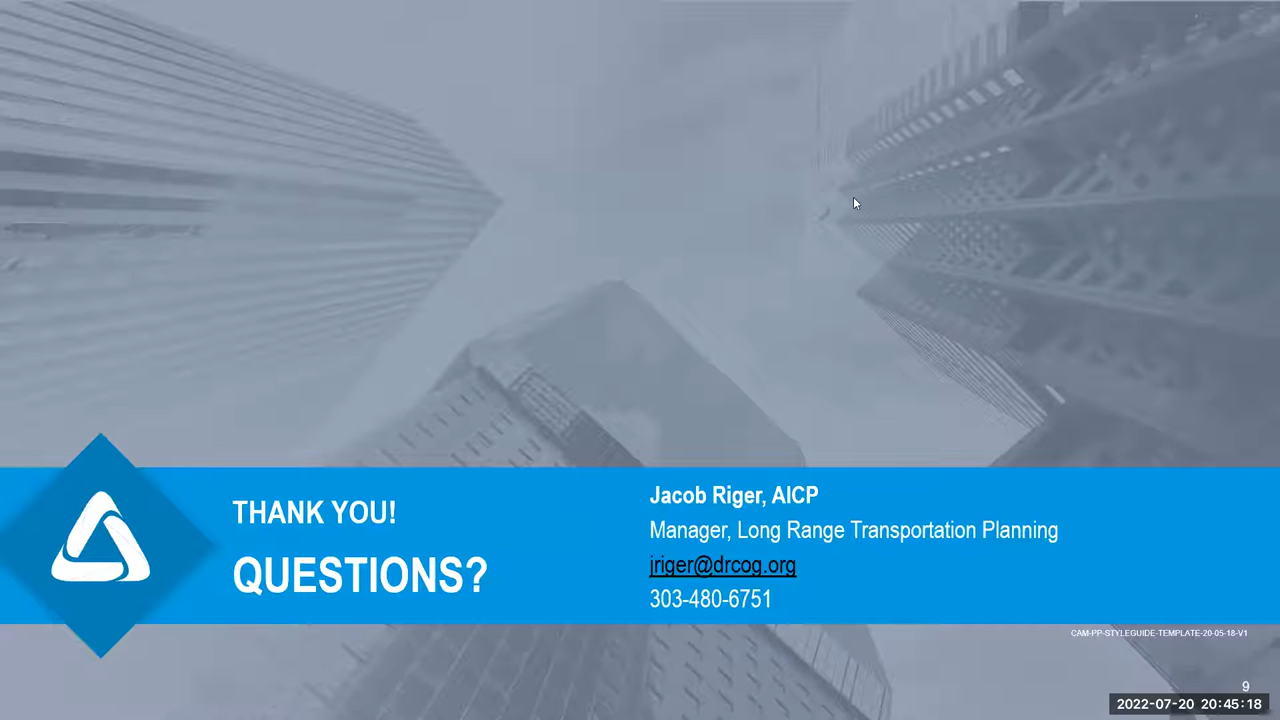 THANK YOU!
QUESTIONS?
Jacob Riger, AICP
Manager, Long Range Transportation Planning
jriger@drcog.org
303-480-6751
CAM-PP-STYLEGUIDE-TEMPLATE-20-05-18-V1
9
2022-07-20 20:45:18